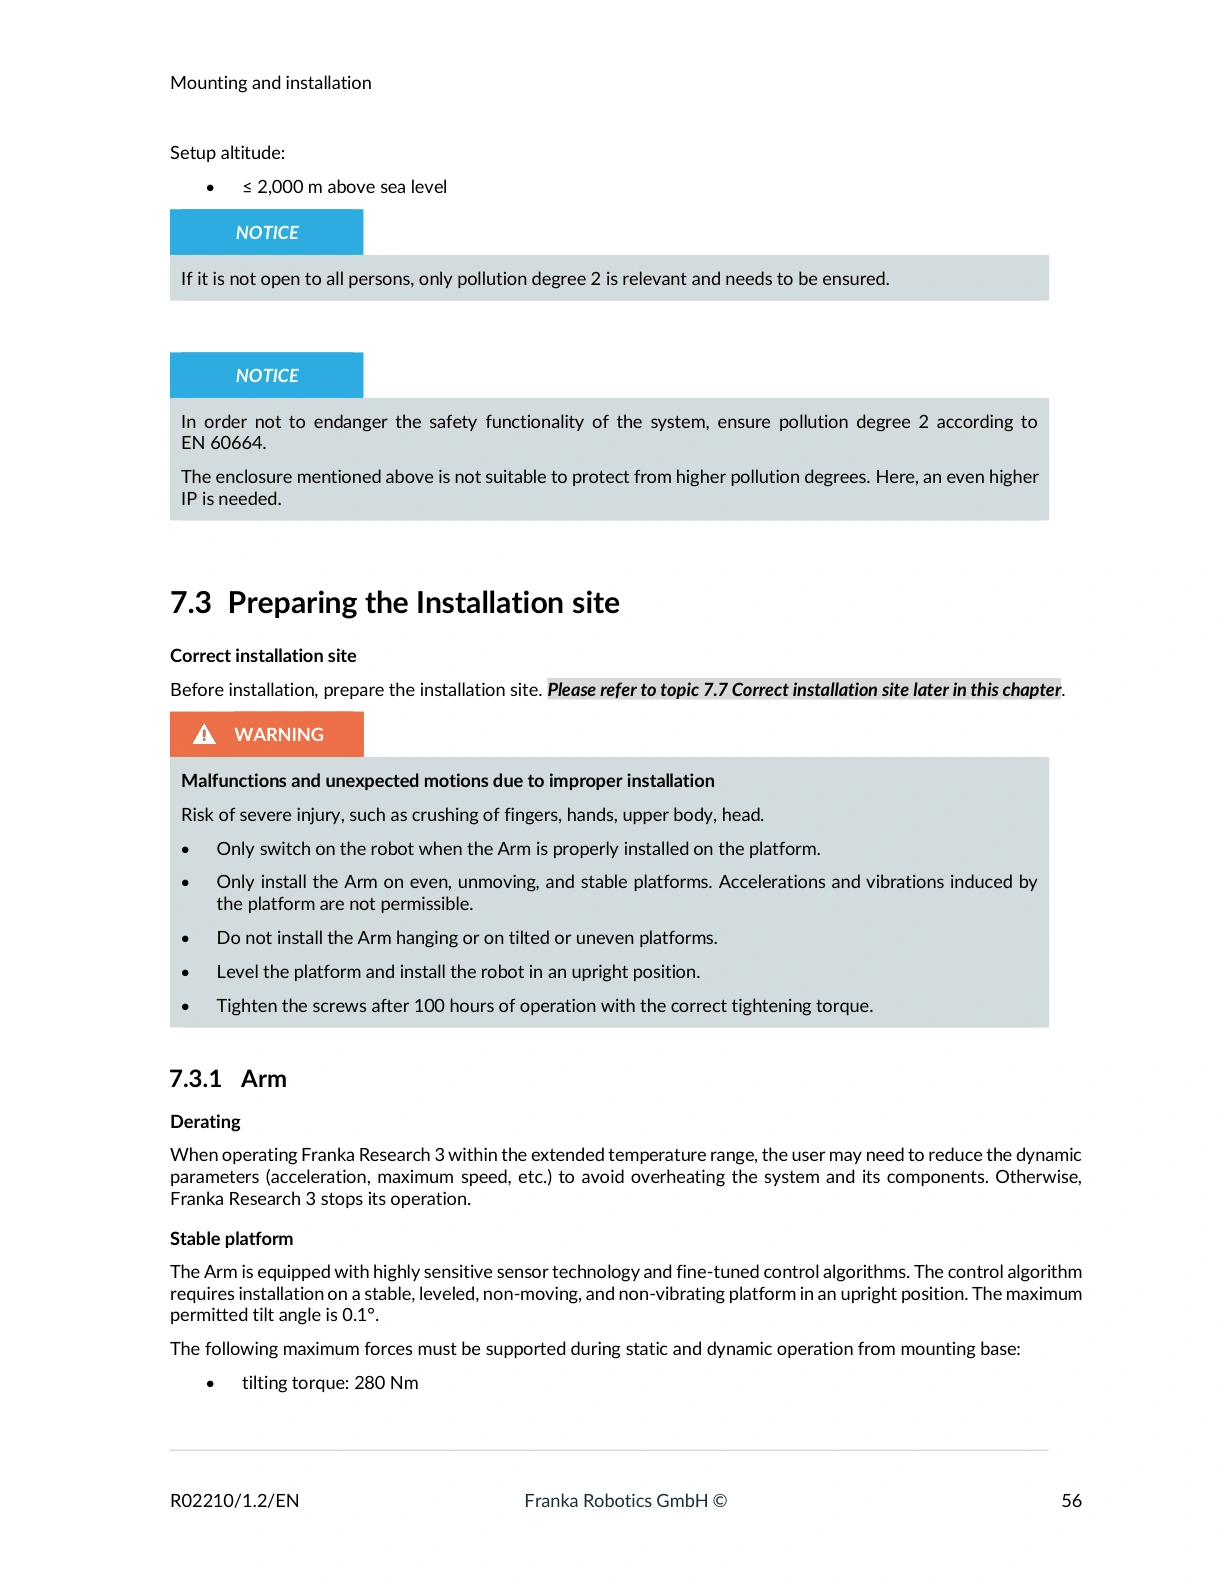 Mounting and installation
Setup altitude:
• ≤ 2,000 m above sea level
NOTICE
If it is not open to all persons, only pollution degree 2 is relevant and needs to be ensured.
NOTICE
In order not to endanger the safety functionality of the system, ensure pollution degree 2 according to
EN 60664.
The enclosure mentioned above is not suitable to protect from higher pollution degrees. Here, an even higher
IP is needed.
7.3 Preparing the Installation site
Correct installation site
Before installation, prepare the installation site. Please refer to topic 7.7 Correct installation site later in this chapter.
WARNING
Malfunctions and unexpected motions due to improper installation
Risk of severe injury, such as crushing of fingers, hands, upper body, head.
• Only switch on the robot when the Arm is properly installed on the platform.
• Only install the Arm on even, unmoving, and stable platforms. Accelerations and vibrations induced by
the platform are not permissible.
• Do not install the Arm hanging or on tilted or uneven platforms.
• Level the platform and install the robot in an upright position.
• Tighten the screws after 100 hours of operation with the correct tightening torque.
7.3.1 Arm
Derating
When operating Franka Research 3 within the extended temperature range, the user may need to reduce the dynamic
parameters (acceleration, maximum speed, etc.) to avoid overheating the system and its components. Otherwise,
Franka Research 3 stops its operation.
Stable platform
The Arm is equipped with highly sensitive sensor technology and fine-tuned control algorithms. The control algorithm
requires installation on a stable, leveled, non-moving, and non-vibrating platform in an upright position. The maximum
permitted tilt angle is 0.1°.
The following maximum forces must be supported during static and dynamic operation from mounting base:
• tilting torque: 280 Nm
R02210/1.2/EN
Franka Robotics GmbH ©
56